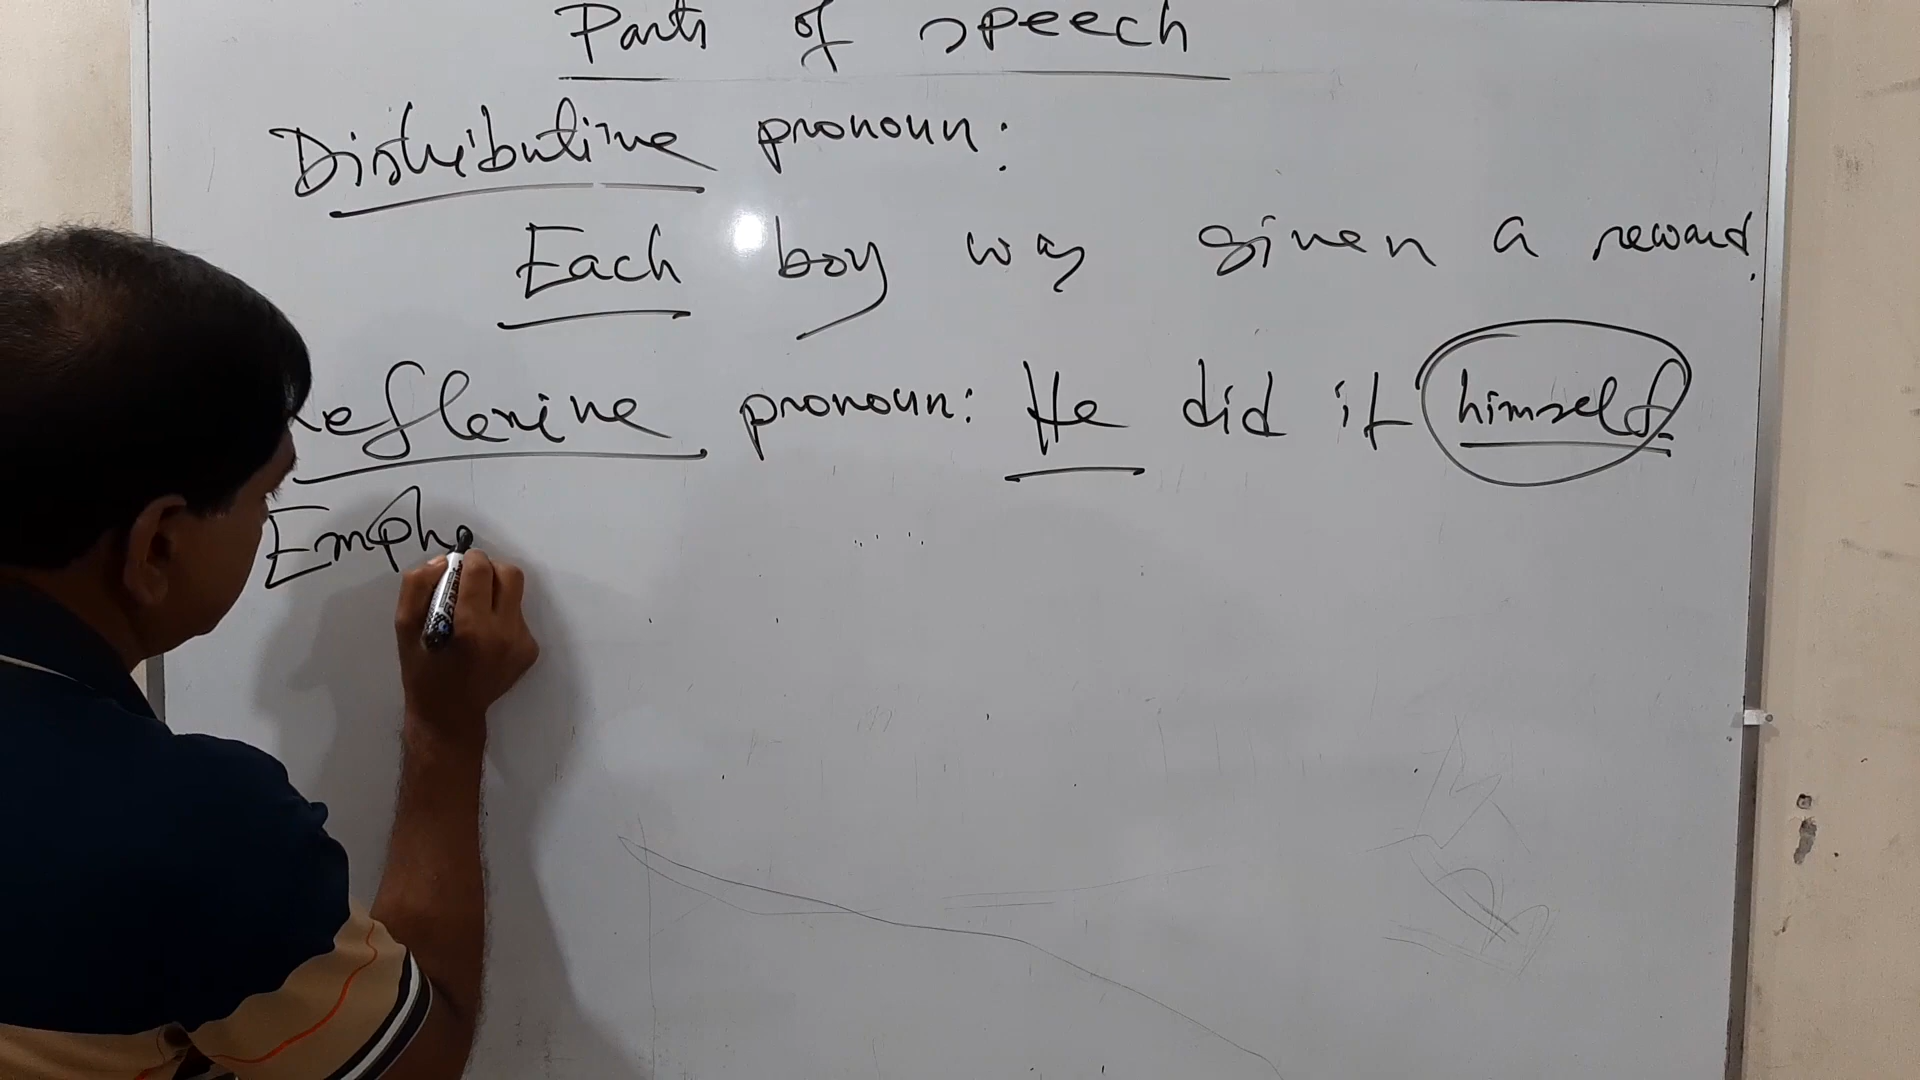 Parts of speech
Distributive pronoun:
Each boy was given a reward.
Reflexive pronoun: He did it himself.
Empha